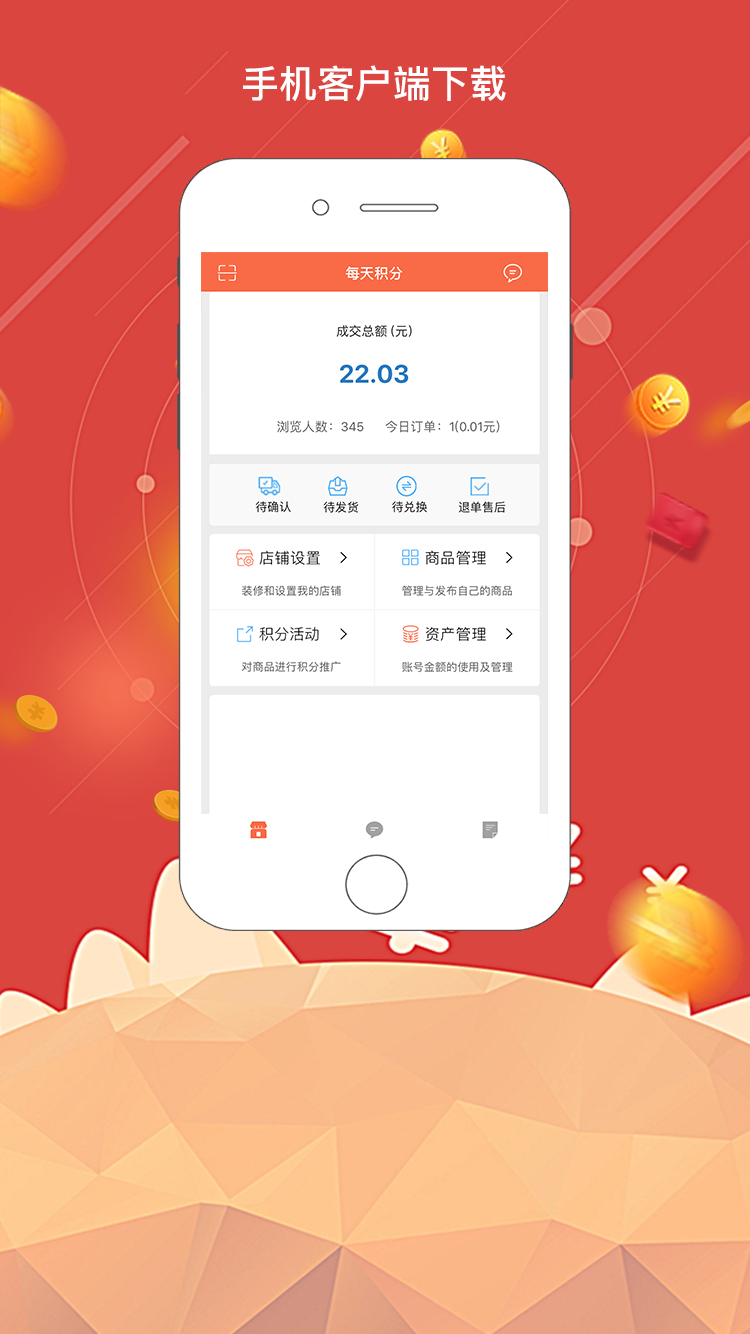 手机客户端下载
每天积分
成交总额 (元)
22.03
浏览人数：345 今日订单：1(0.01元)
待确认 待发货 待兑换 退单售后
店铺设置 商品管理
装修和设置我的店铺 管理与发布自己的商品
积分活动 资产管理
对商品进行积分推广 账号金额的使用及管理